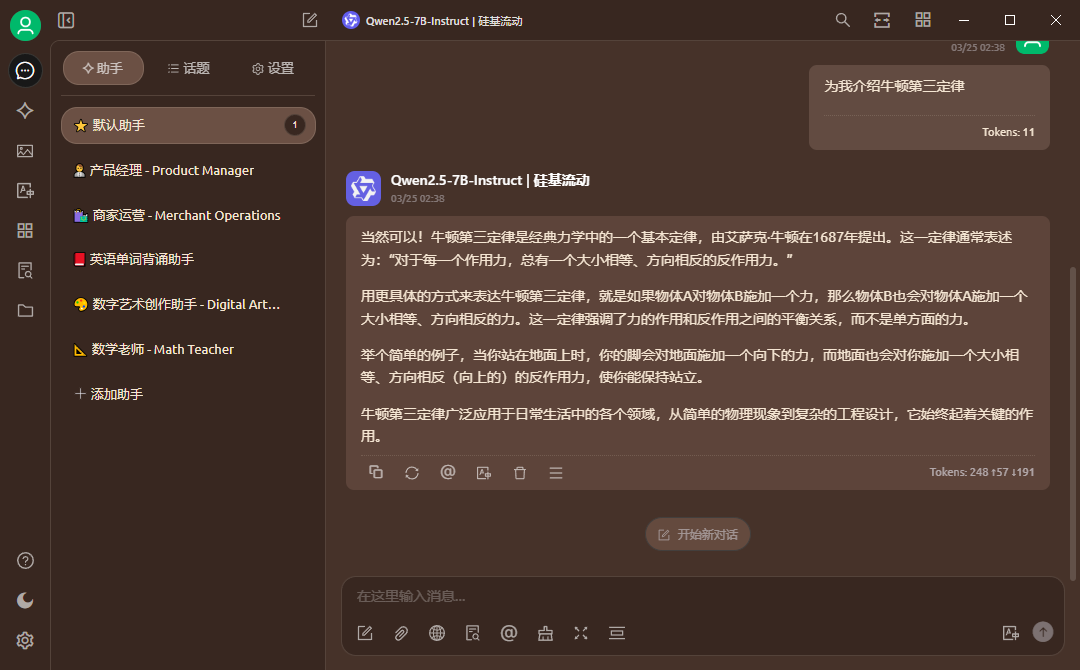 Qwen2.5-7B-Instruct | 硅基流动
助手
话题
设置
默认助手
1
产品经理 - Product Manager
商家运营 - Merchant Operations
英语单词背诵助手
数字艺术创作助手 - Digital Art...
数学老师 - Math Teacher
添加助手
03/25 02:38
为我介绍牛顿第三定律
Tokens: 11
Qwen2.5-7B-Instruct | 硅基流动
03/25 02:38
当然可以！牛顿第三定律是经典力学中的一个基本定律，由艾萨克·牛顿在1687年提出。这一定律通常表述
为：“对于每一个作用力，总有一个大小相等、方向相反的反作用力。”
用更具体的方式来表达牛顿第三定律，就是如果物体A对物体B施加一个力，那么物体B也会对物体A施加一个
大小相等、方向相反的力。这一定律强调了力的作用和反作用之间的平衡关系，而不是单方面的力。
举个简单的例子，当你站在地面上时，你的脚会对地面施加一个向下的力，而地面也会对你施加一个大小相
等、方向相反（向上的）的反作用力，使你能保持站立。
牛顿第三定律广泛应用于日常生活中的各个领域，从简单的物理现象到复杂的工程设计，它始终起着关键的作
用。
Tokens: 248 ↑57 ↓191
开始新对话
在这里输入消息...